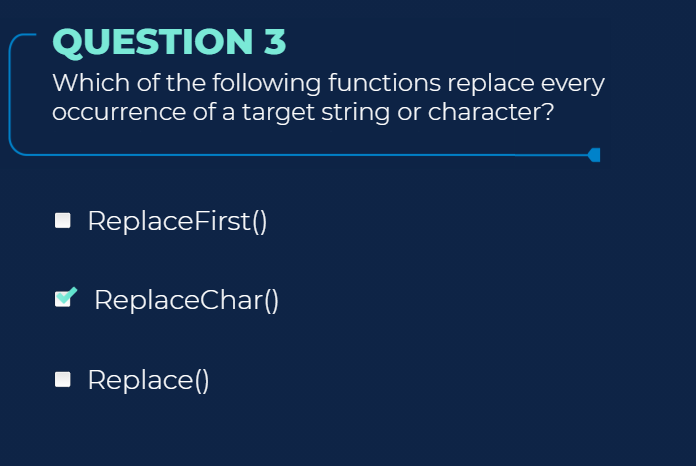 QUESTION 3
Which of the following functions replace every
occurrence of a target string or character?
ReplaceFirst()
ReplaceChar()
Replace()